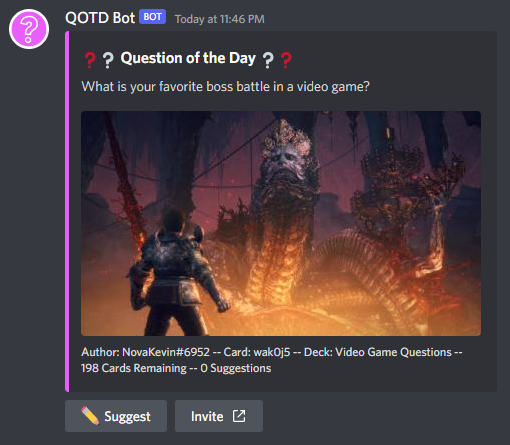 QOTD Bot BOT Today at 11:46 PM
❓❔ Question of the Day ❔❓
What is your favorite boss battle in a video game?
Author: NovaKevin#6952 -- Card: wak0j5 -- Deck: Video Game Questions --
198 Cards Remaining -- 0 Suggestions
✏️ Suggest Invite